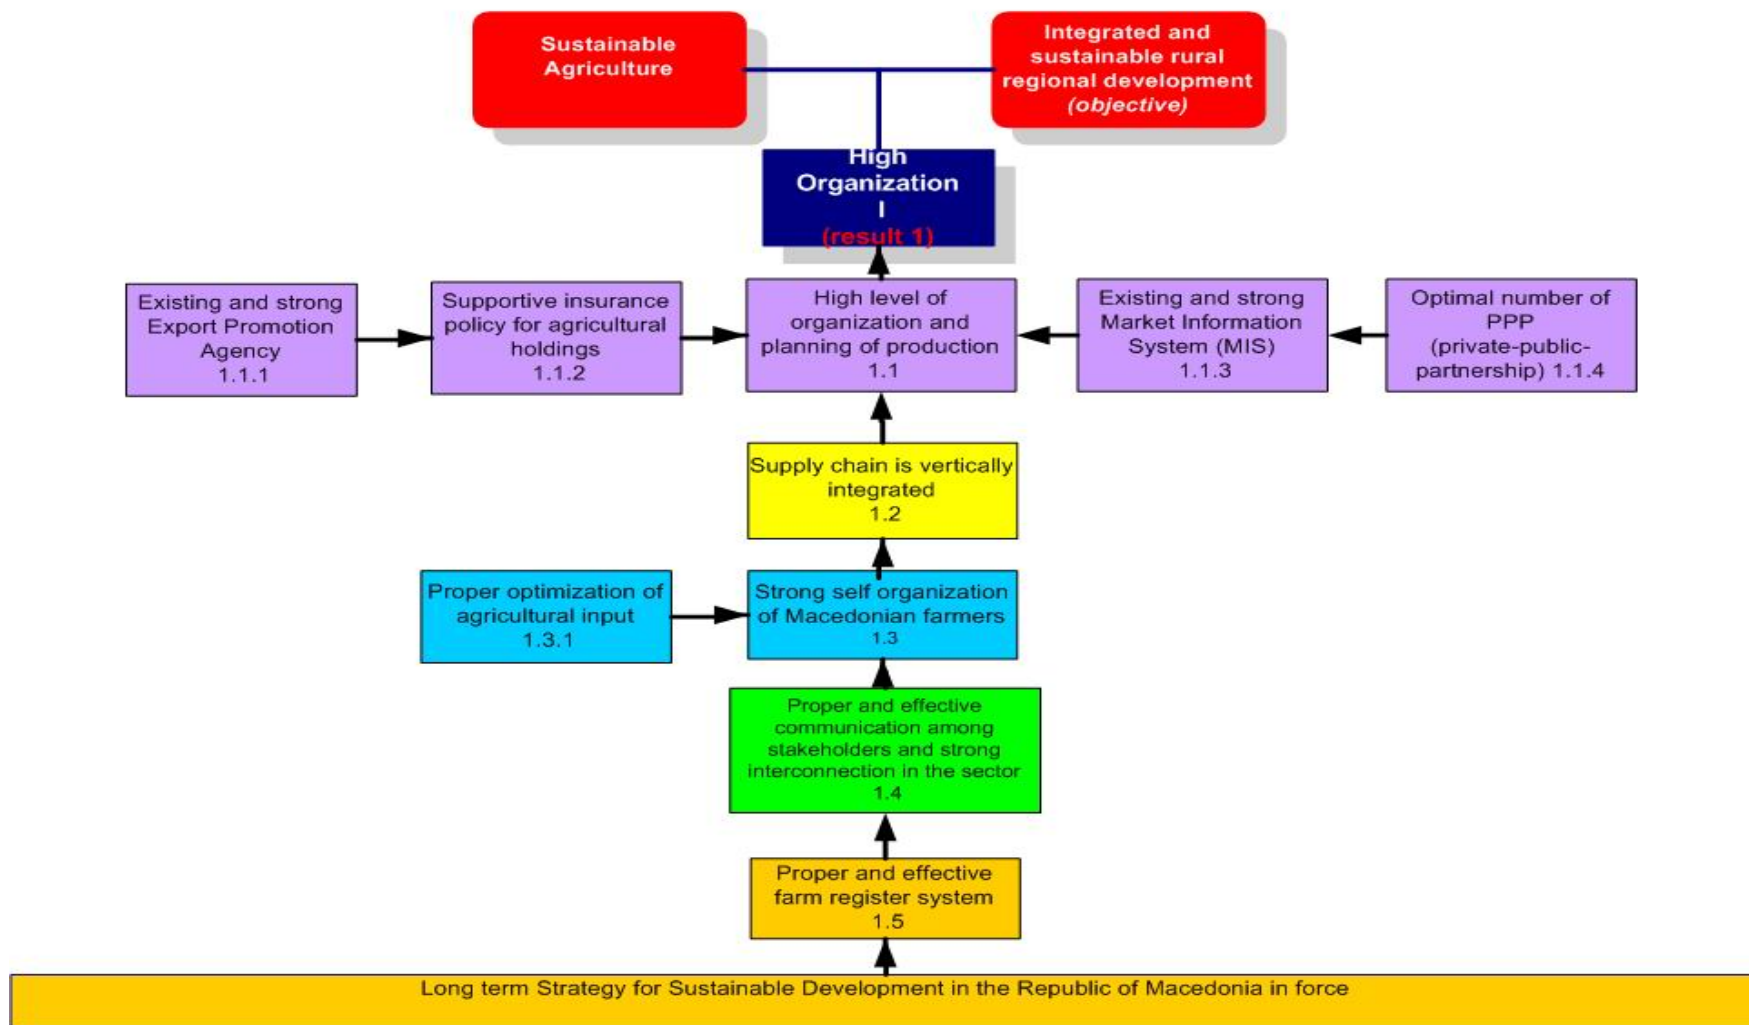 Sustainable
Agriculture
Integrated and
sustainable rural
regional development
(objective)
High
Organization
I
(result 1)
Existing and strong
Export Promotion
Agency
1.1.1
Supportive insurance
policy for agricultural
holdings
1.1.2
High level of
organization and
planning of production
1.1
Existing and strong
Market Information
System (MIS)
1.1.3
Optimal number of
PPP
(private-public-
partnership) 1.1.4
Supply chain is vertically
integrated
1.2
Proper optimization of
agricultural input
1.3.1
Strong self organization
of Macedonian farmers
1.3
Proper and effective
communication among
stakeholders and strong
interconnection in the sector
1.4
Proper and effective
farm register system
1.5
Long term Strategy for Sustainable Development in the Republic of Macedonia in force